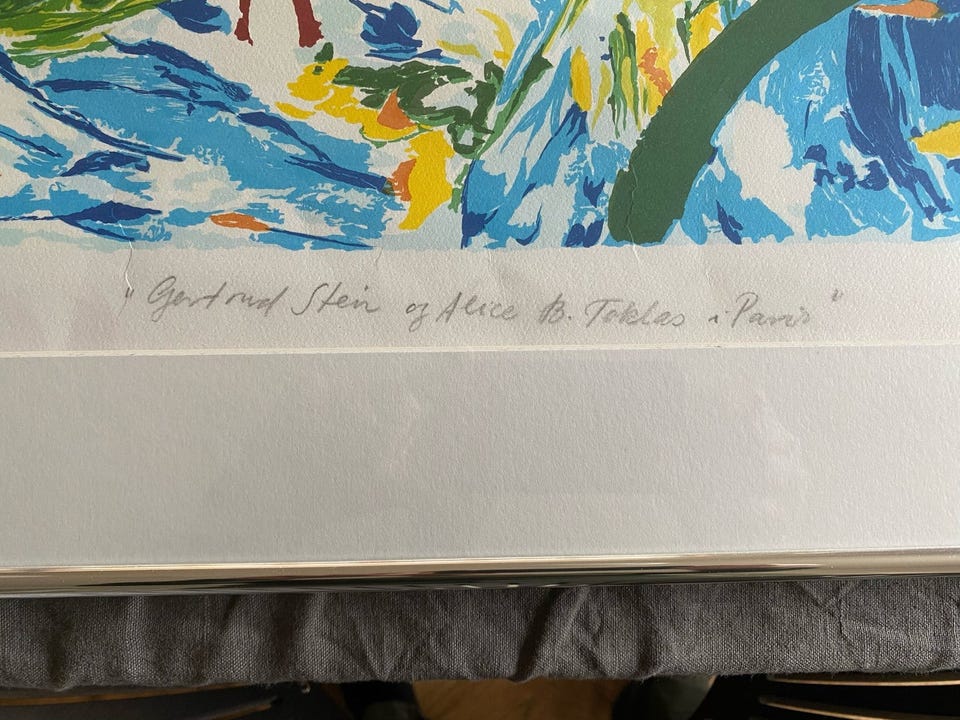 "Gertrud Stein og Alice B. Toklas i Paris"